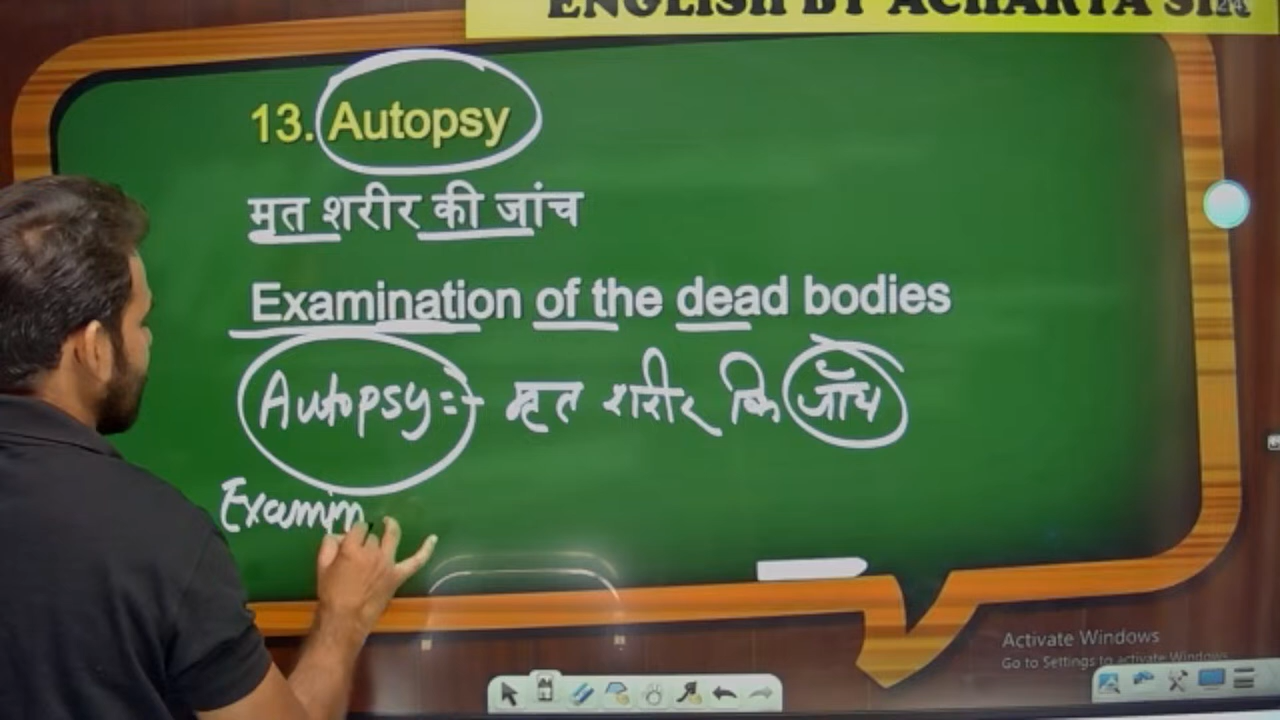 ENGLISH BY ACHARYA SIR
13. Autopsy
मृत शरीर की जांच
Examination of the dead bodies
Autopsy:- मृत शरीर कि जाँच
Examin
Activate Windows
Go to Settings to activate Windows.